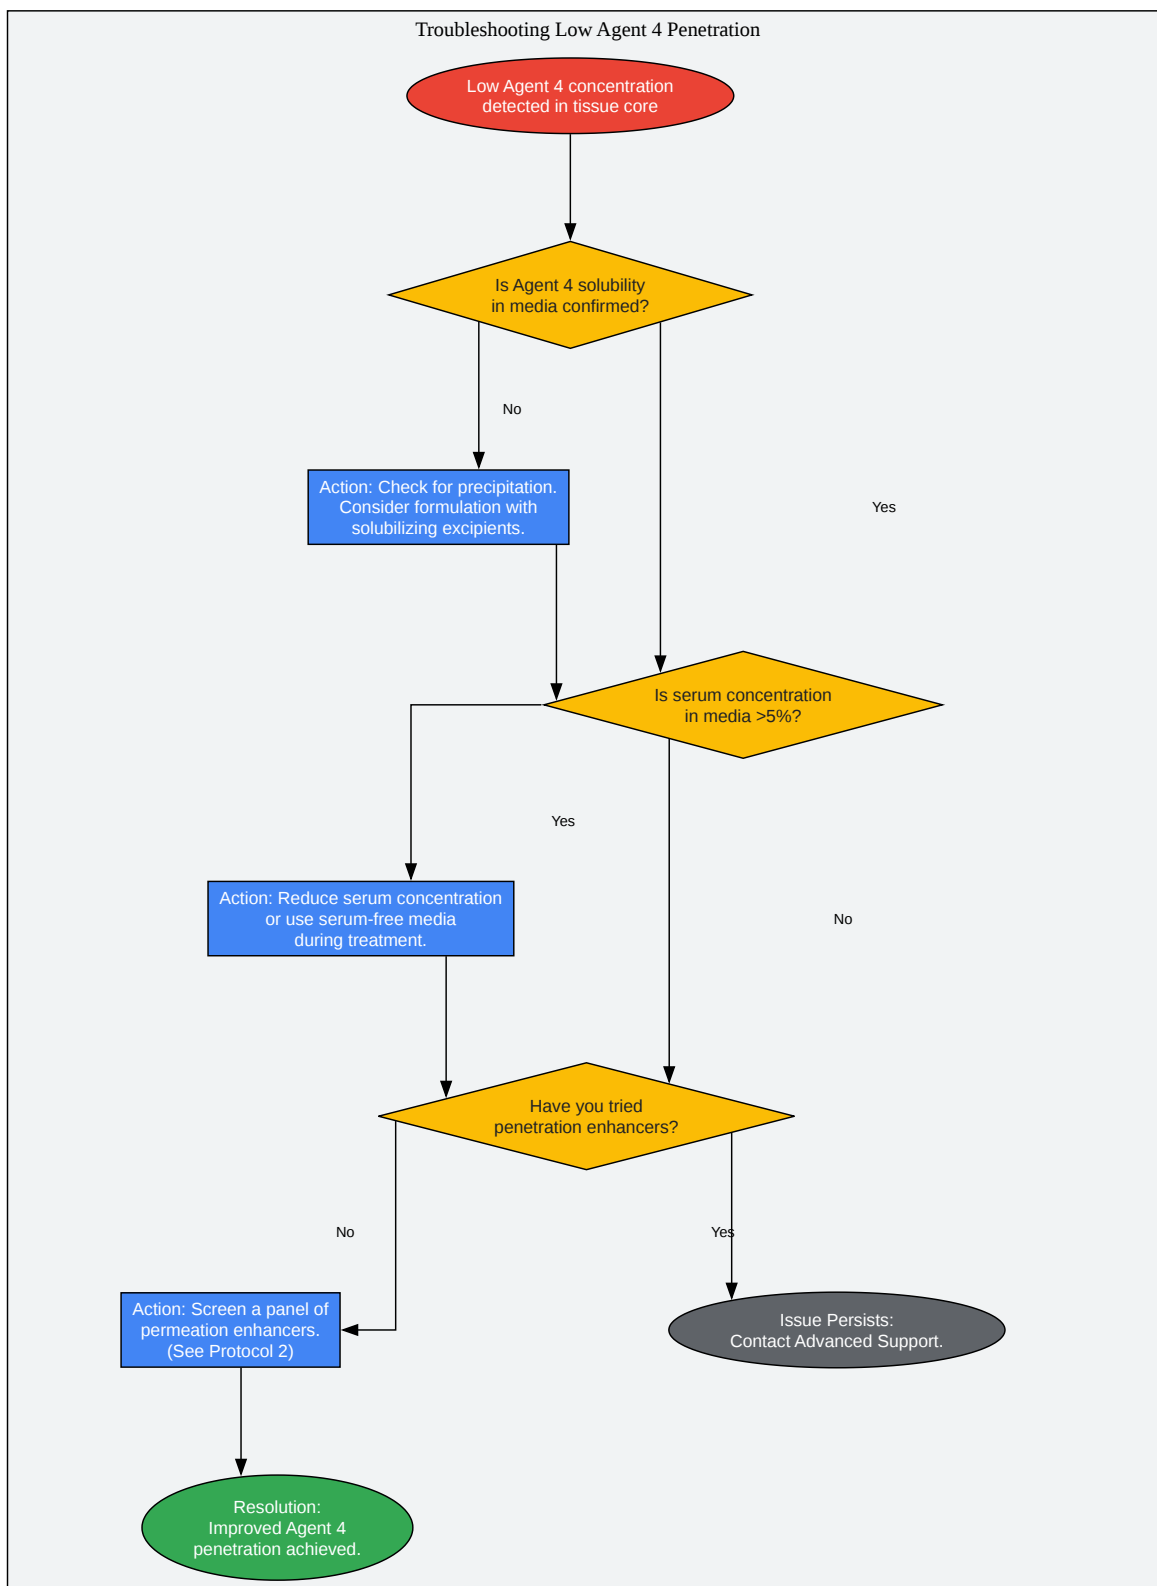 Troubleshooting Low Agent 4 Penetration
Low Agent 4 concentration
detected in tissue core
Is Agent 4 solubility
in media confirmed?
No
Action: Check for precipitation.
Consider formulation with
solubilizing excipients.
Yes
Is serum concentration
in media >5%?
Yes
Action: Reduce serum concentration
or use serum-free media
during treatment.
No
Have you tried
penetration enhancers?
No
Yes
Action: Screen a panel of
permeation enhancers.
(See Protocol 2)
Issue Persists:
Contact Advanced Support.
Resolution:
Improved Agent 4
penetration achieved.